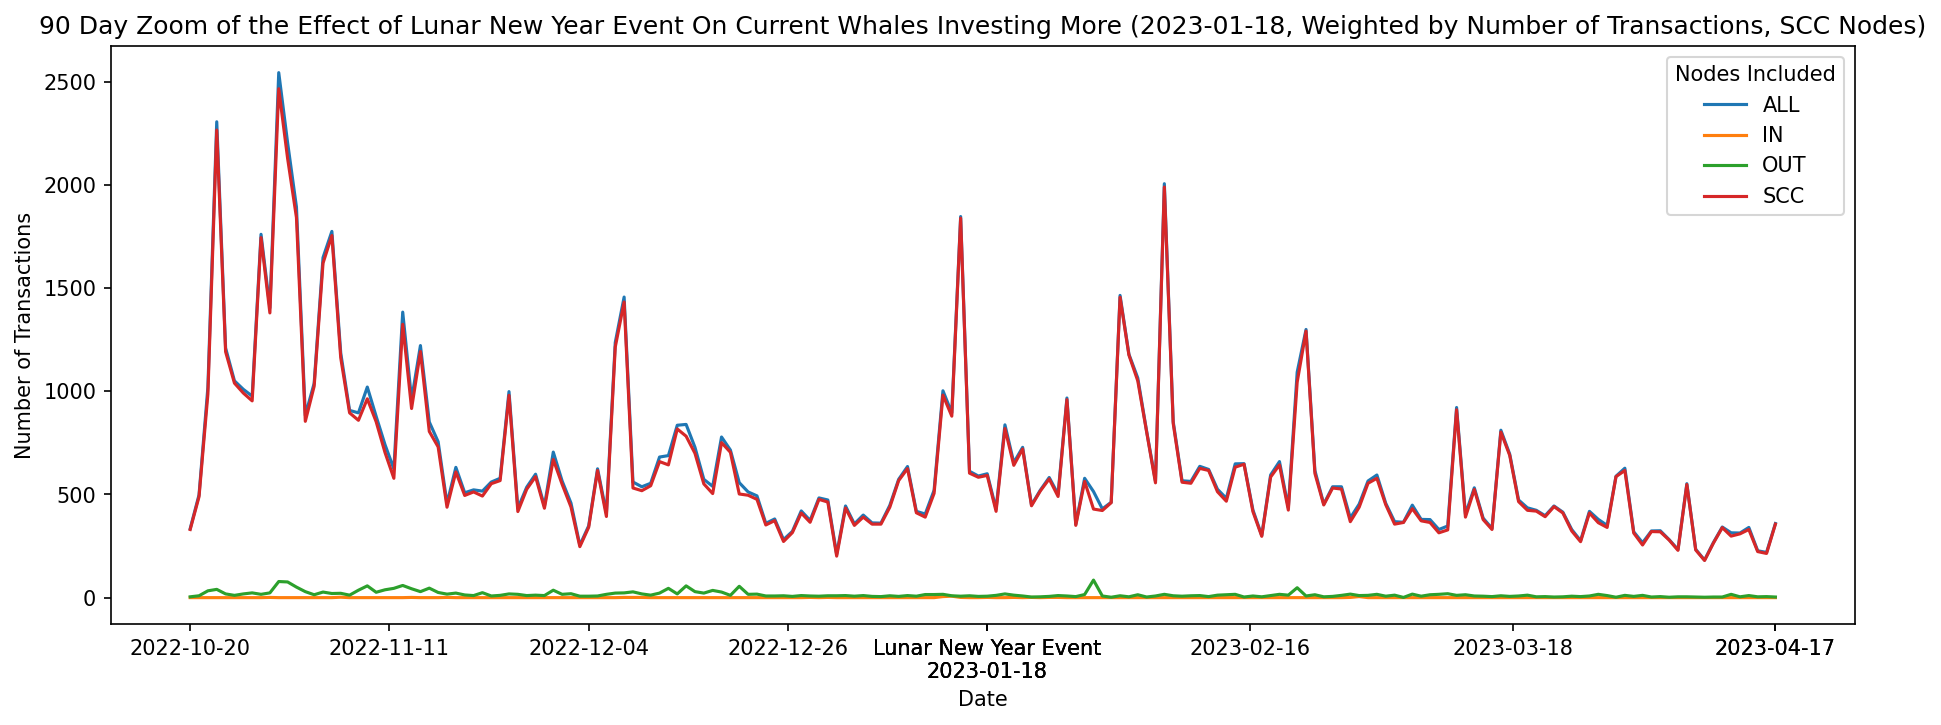 90 Day Zoom of the Effect of Lunar New Year Event On Current Whales Investing More (2023-01-18, Weighted by Number of Transactions, SCC Nodes)
Nodes Included
ALL
IN
OUT
SCC
Number of Transactions
2500
2000
1500
1000
500
0
2022-10-20
2022-11-11
2022-12-04
2022-12-26
Lunar New Year Event
2023-01-18
2023-02-16
2023-03-18
2023-04-17
Date